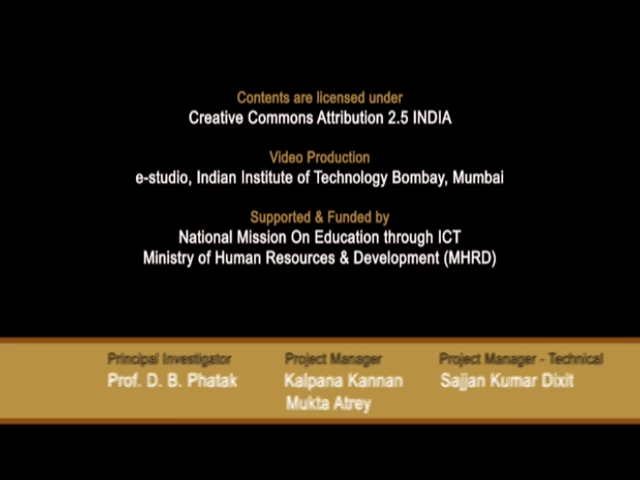 Contents are licensed under
Creative Commons Attribution 2.5 INDIA
Video Production
e-studio, Indian Institute of Technology Bombay, Mumbai
Supported & Funded by
National Mission On Education through ICT
Ministry of Human Resources & Development (MHRD)
Principal Investigator Project Manager Project Manager - Technical
Prof. D. B. Phatak Kalpana Kannan Sajjan Kumar Dixit
Mukta Atrey